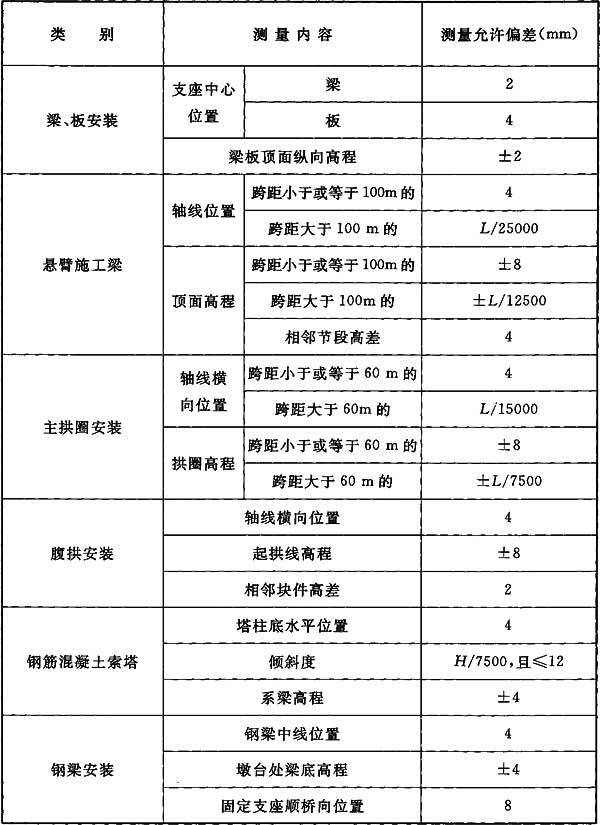 类 别 测量内容 测量允许偏差(mm)
梁、板安装 支座中心位置 梁 2
板 4
梁板顶面纵向高程 ±2
悬臂施工梁 轴线位置 跨距小于或等于100m的 4
跨距大于100 m的 L/25000
顶面高程 跨距小于或等于100m的 ±8
跨距大于100m的 ±L/12500
相邻节段高差 4
主拱圈安装 轴线横向位置 跨距小于或等于60 m的 4
跨距大于60m的 L/15000
拱圈高程 跨距小于或等于60 m的 ±8
跨距大于60 m的 ±L/7500
腹拱安装 轴线横向位置 4
起拱线高程 ±8
相邻块件高差 2
钢筋混凝土索塔 塔柱底水平位置 4
倾斜度 H/7500,且≤12
系梁高程 ±4
钢梁安装 钢梁中线位置 4
墩台处梁底高程 ±4
固定支座顺桥向位置 8